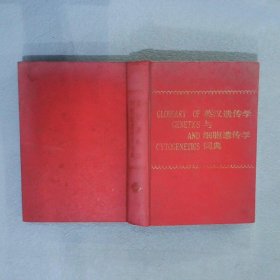 GLOSSARY OF 英汉遗传学
GENETICS 与
AND 细胞遗传学
CYTOGENETICS 词典